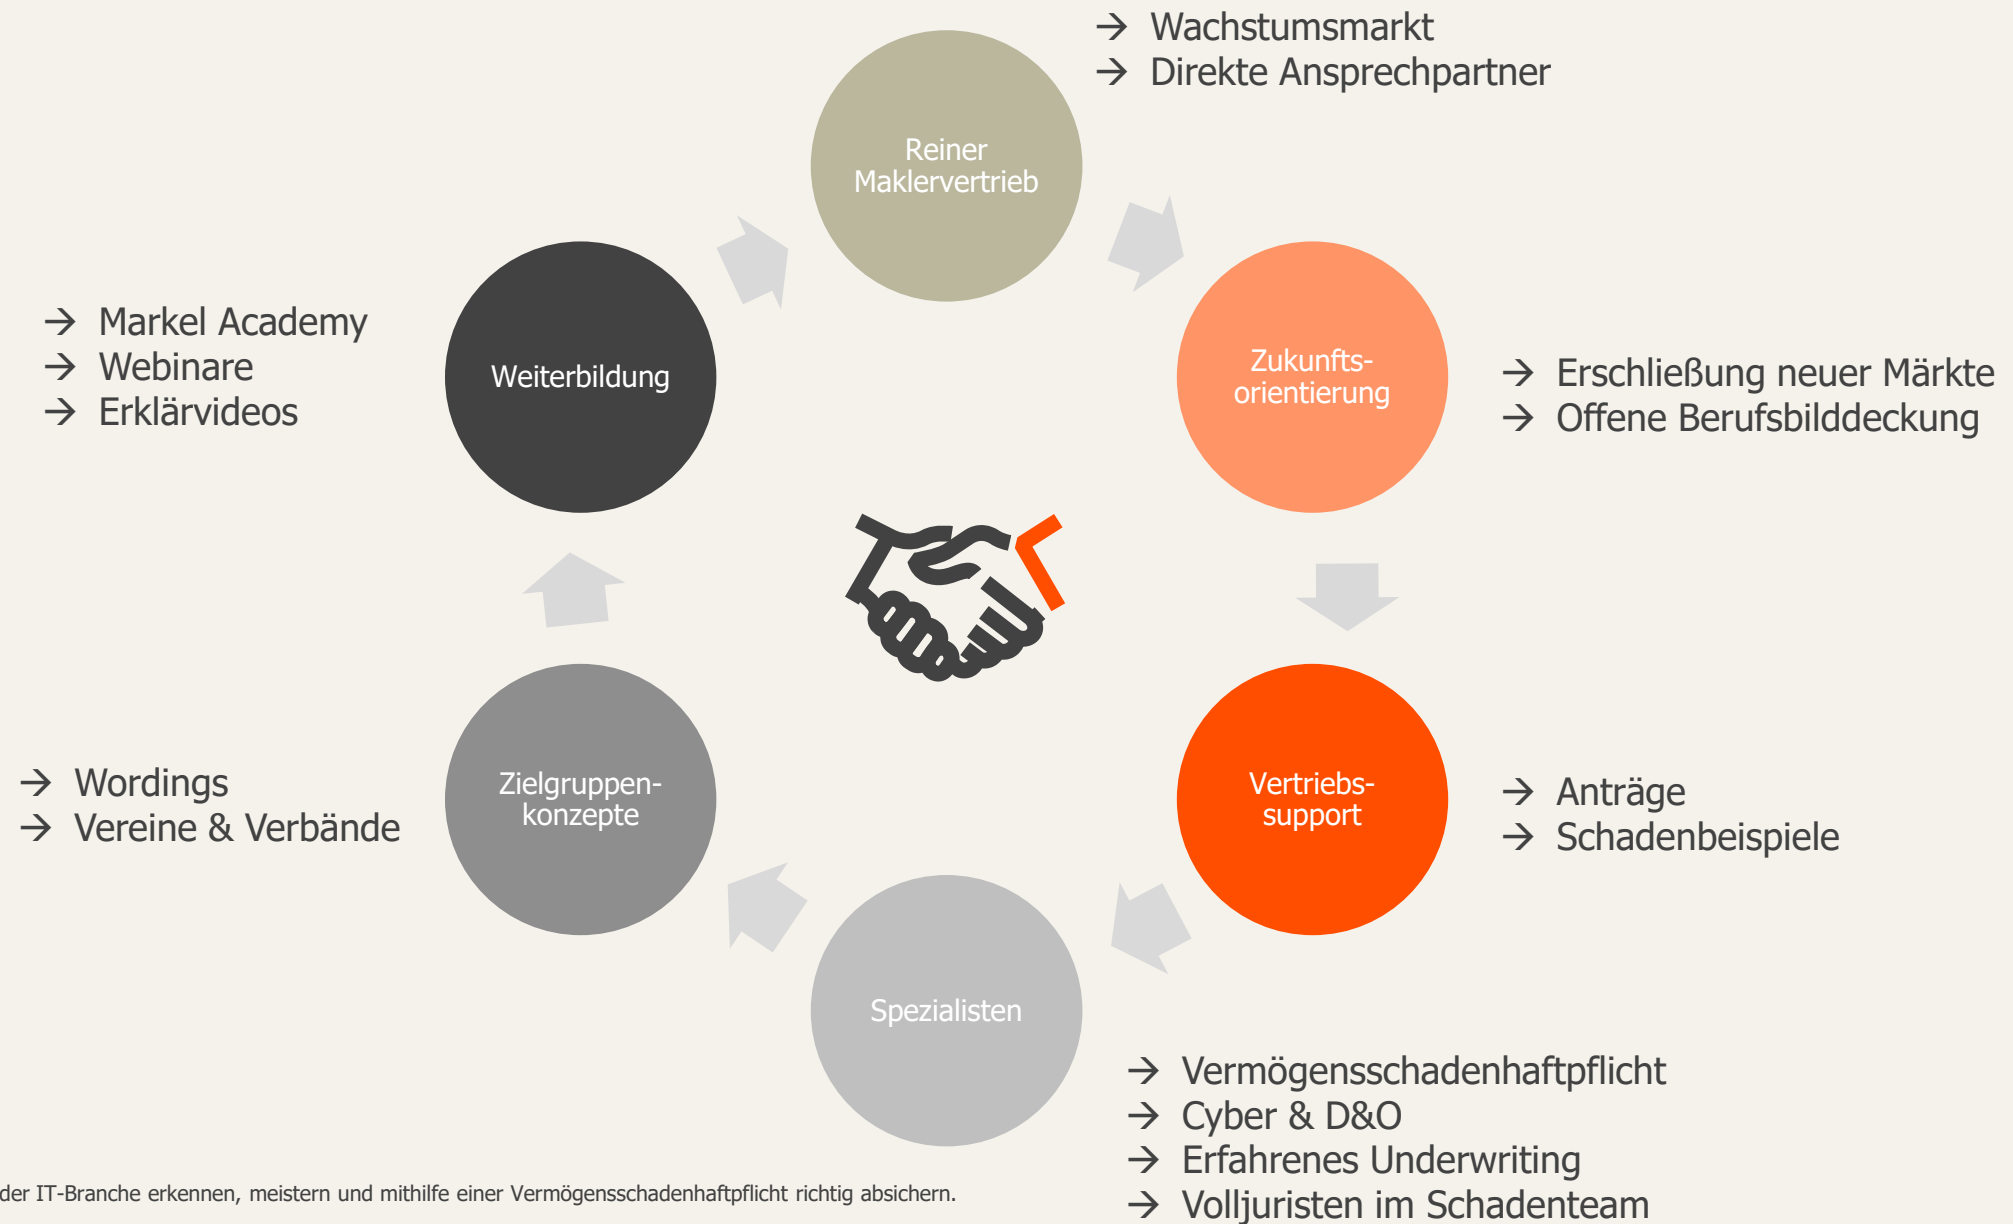 → Wachstumsmarkt
→ Direkte Ansprechpartner
Reiner
Maklervertrieb
Zukunfts-
orientierung
→ Erschließung neuer Märkte
→ Offene Berufsbilddeckung
Vertriebs-
support
→ Anträge
→ Schadenbeispiele
Spezialisten
→ Vermögensschadenhaftpflicht
→ Cyber & D&O
→ Erfahrenes Underwriting
→ Volljuristen im Schadenteam
Zielgruppen-
konzepte
→ Wordings
→ Vereine & Verbände
Weiterbildung
→ Markel Academy
→ Webinare
→ Erklärvideos
der IT-Branche erkennen, meistern und mithilfe einer Vermögensschadenhaftpflicht richtig absichern.